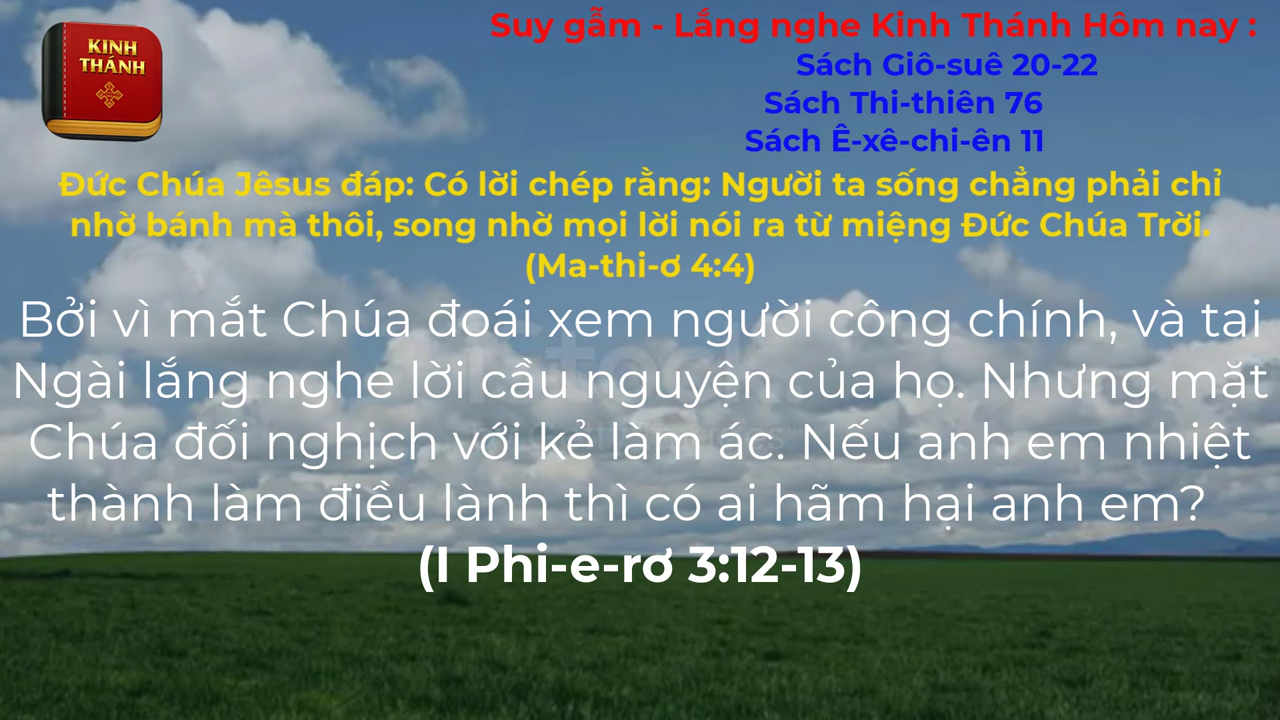 KINH
THÁNH
Suy gẫm - Lắng nghe Kinh Thánh Hôm nay :
Sách Giô-suê 20-22
Sách Thi-thiên 76
Sách Ê-xê-chi-ên 11
Đức Chúa Jêsus đáp: Có lời chép rằng: Người ta sống chẳng phải chỉ
nhờ bánh mà thôi, song nhờ mọi lời nói ra từ miệng Đức Chúa Trời.
(Ma-thi-ơ 4:4)
Bởi vì mắt Chúa đoái xem người công chính, và tai
Ngài lắng nghe lời cầu nguyện của họ. Nhưng mặt
Chúa đối nghịch với kẻ làm ác. Nếu anh em nhiệt
thành làm điều lành thì có ai hãm hại anh em?
(I Phi-e-rơ 3:12-13)